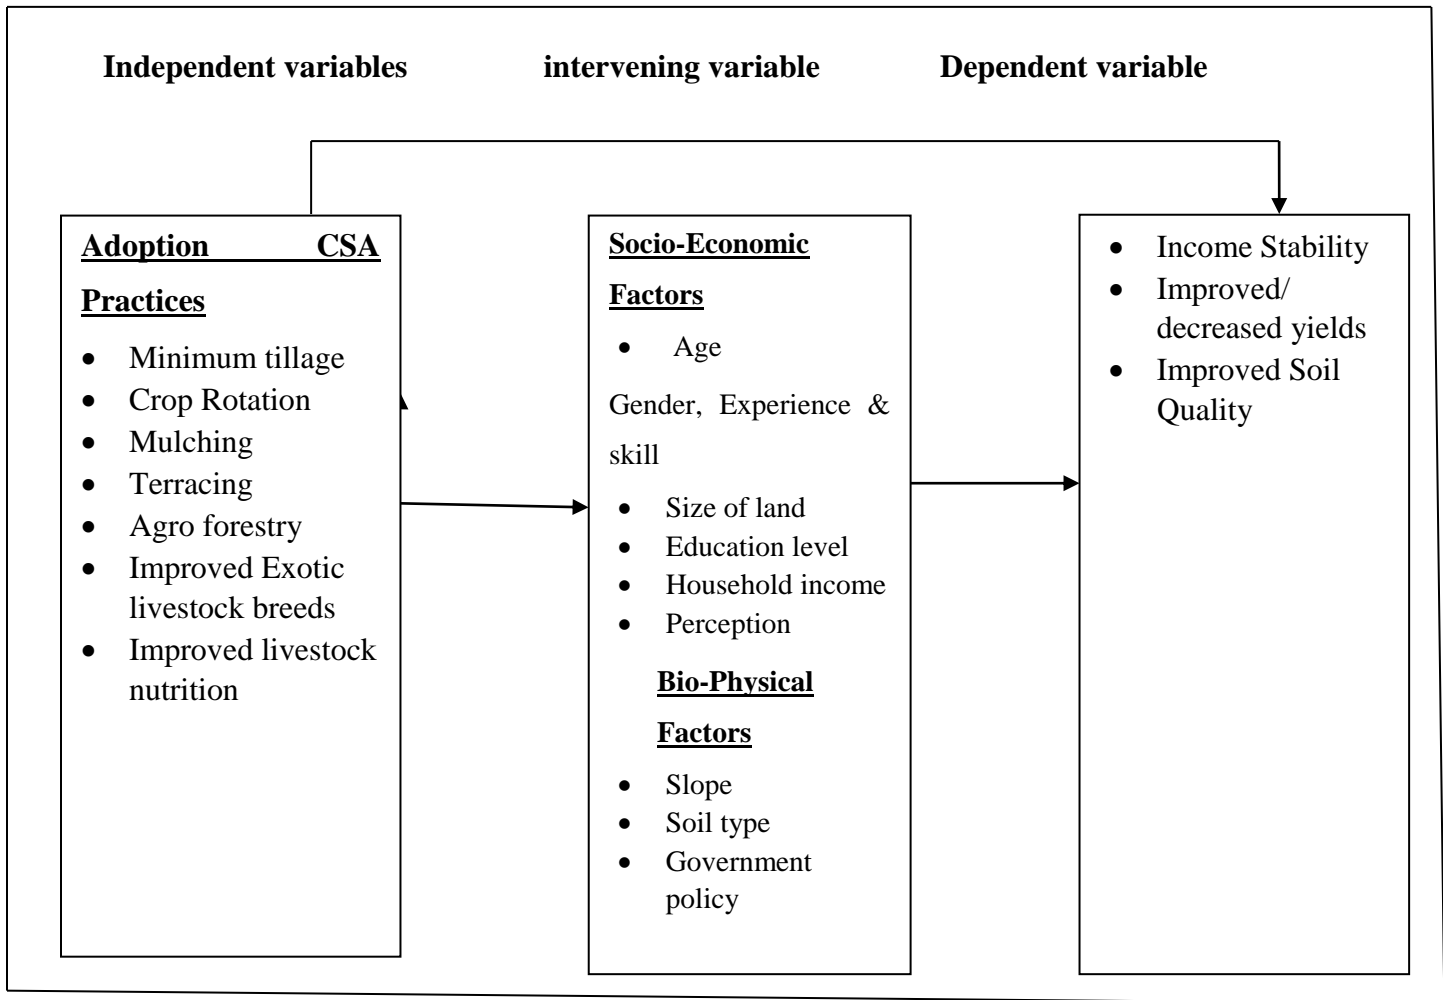 Independent variables
intervening variable
Dependent variable
Adoption CSA
Practices
• Minimum tillage
• Crop Rotation
• Mulching
• Terracing
• Agro forestry
• Improved Exotic
livestock breeds
• Improved livestock
nutrition
Socio-Economic
Factors
• Age
Gender, Experience &
skill
• Size of land
• Education level
• Household income
• Perception
Bio-Physical
Factors
• Slope
• Soil type
• Government
policy
• Income Stability
• Improved/
decreased yields
• Improved Soil
Quality